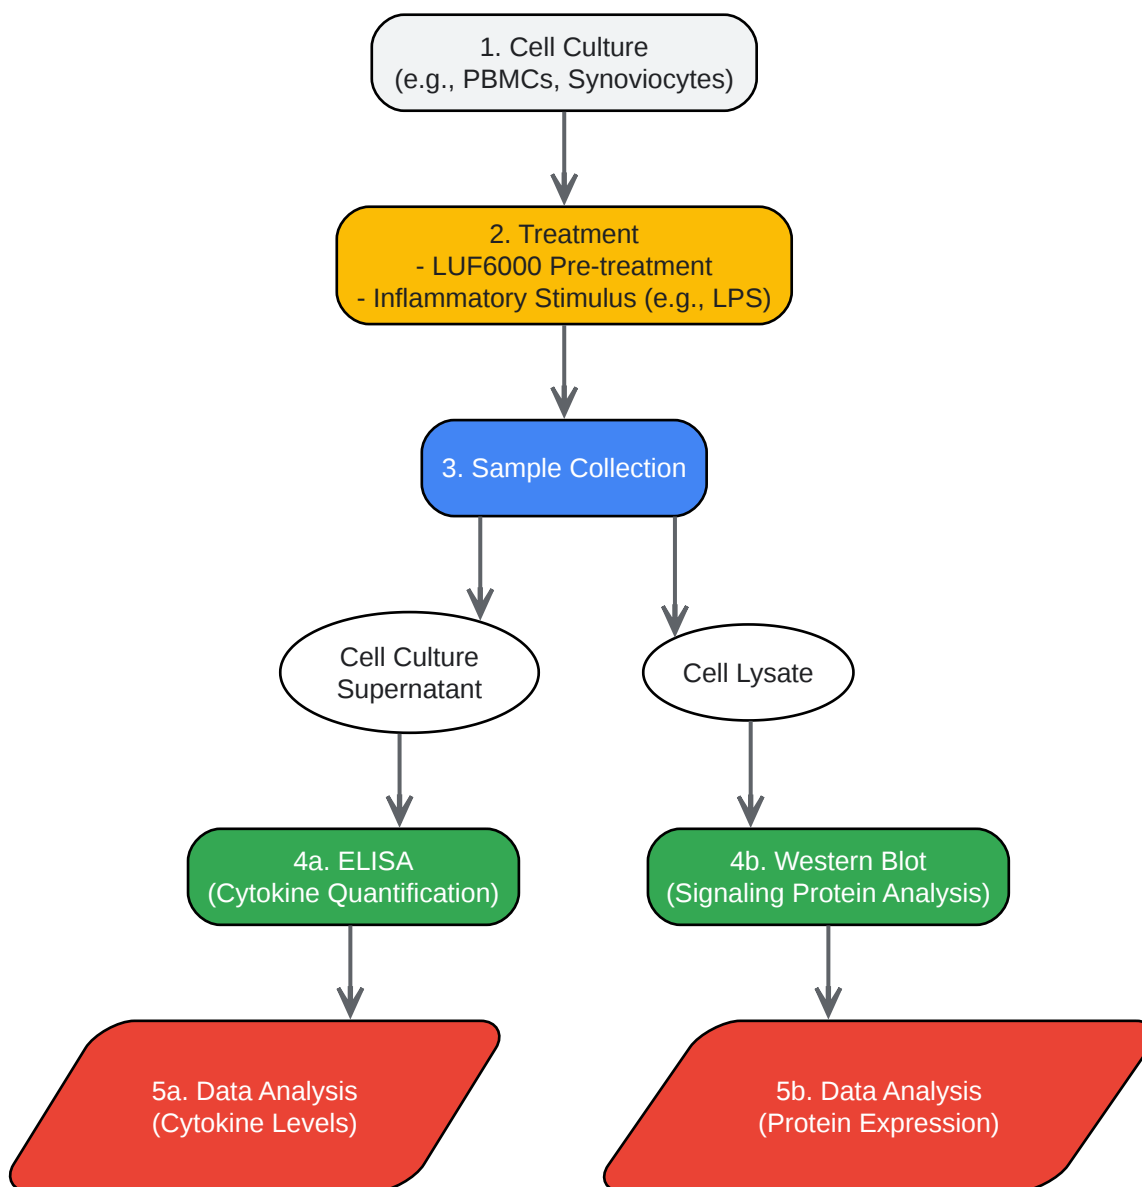 1. Cell Culture
(e.g., PBMCs, Synoviocytes)
2. Treatment
- LUF6000 Pre-treatment
- Inflammatory Stimulus (e.g., LPS)
3. Sample Collection
Cell Culture
Supernatant
Cell Lysate
4a. ELISA
(Cytokine Quantification)
4b. Western Blot
(Signaling Protein Analysis)
5a. Data Analysis
(Cytokine Levels)
5b. Data Analysis
(Protein Expression)